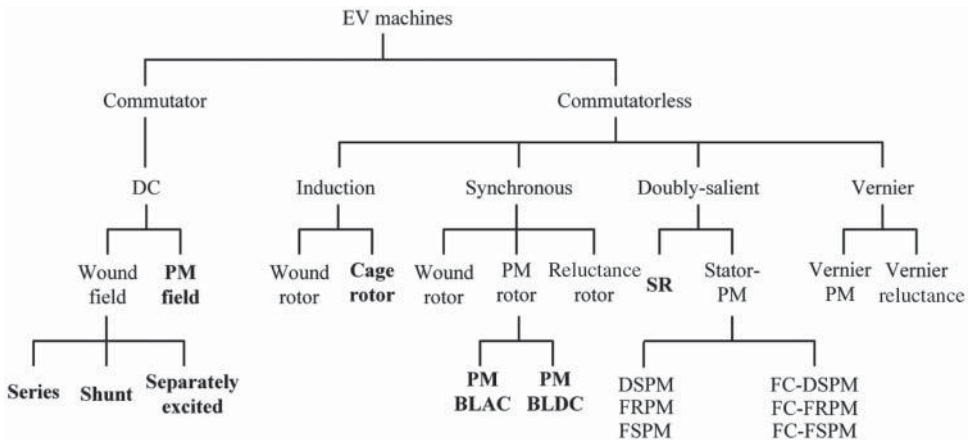 EV machines
Commutator
Commutatorless
DC
Induction
Synchronous
Doubly-salient
Vernier
Wound
field
PM
field
Wound
rotor
Cage
rotor
Wound
rotor
PM
rotor
Reluctance
rotor
SR
Stator-
PM
Vernier
PM
Vernier
reluctance
Series
Shunt
Separately
excited
PM
BLAC
PM
BLDC
DSPM
FRPM
FSPM
FC-DSPM
FC-FRPM
FC-FSPM